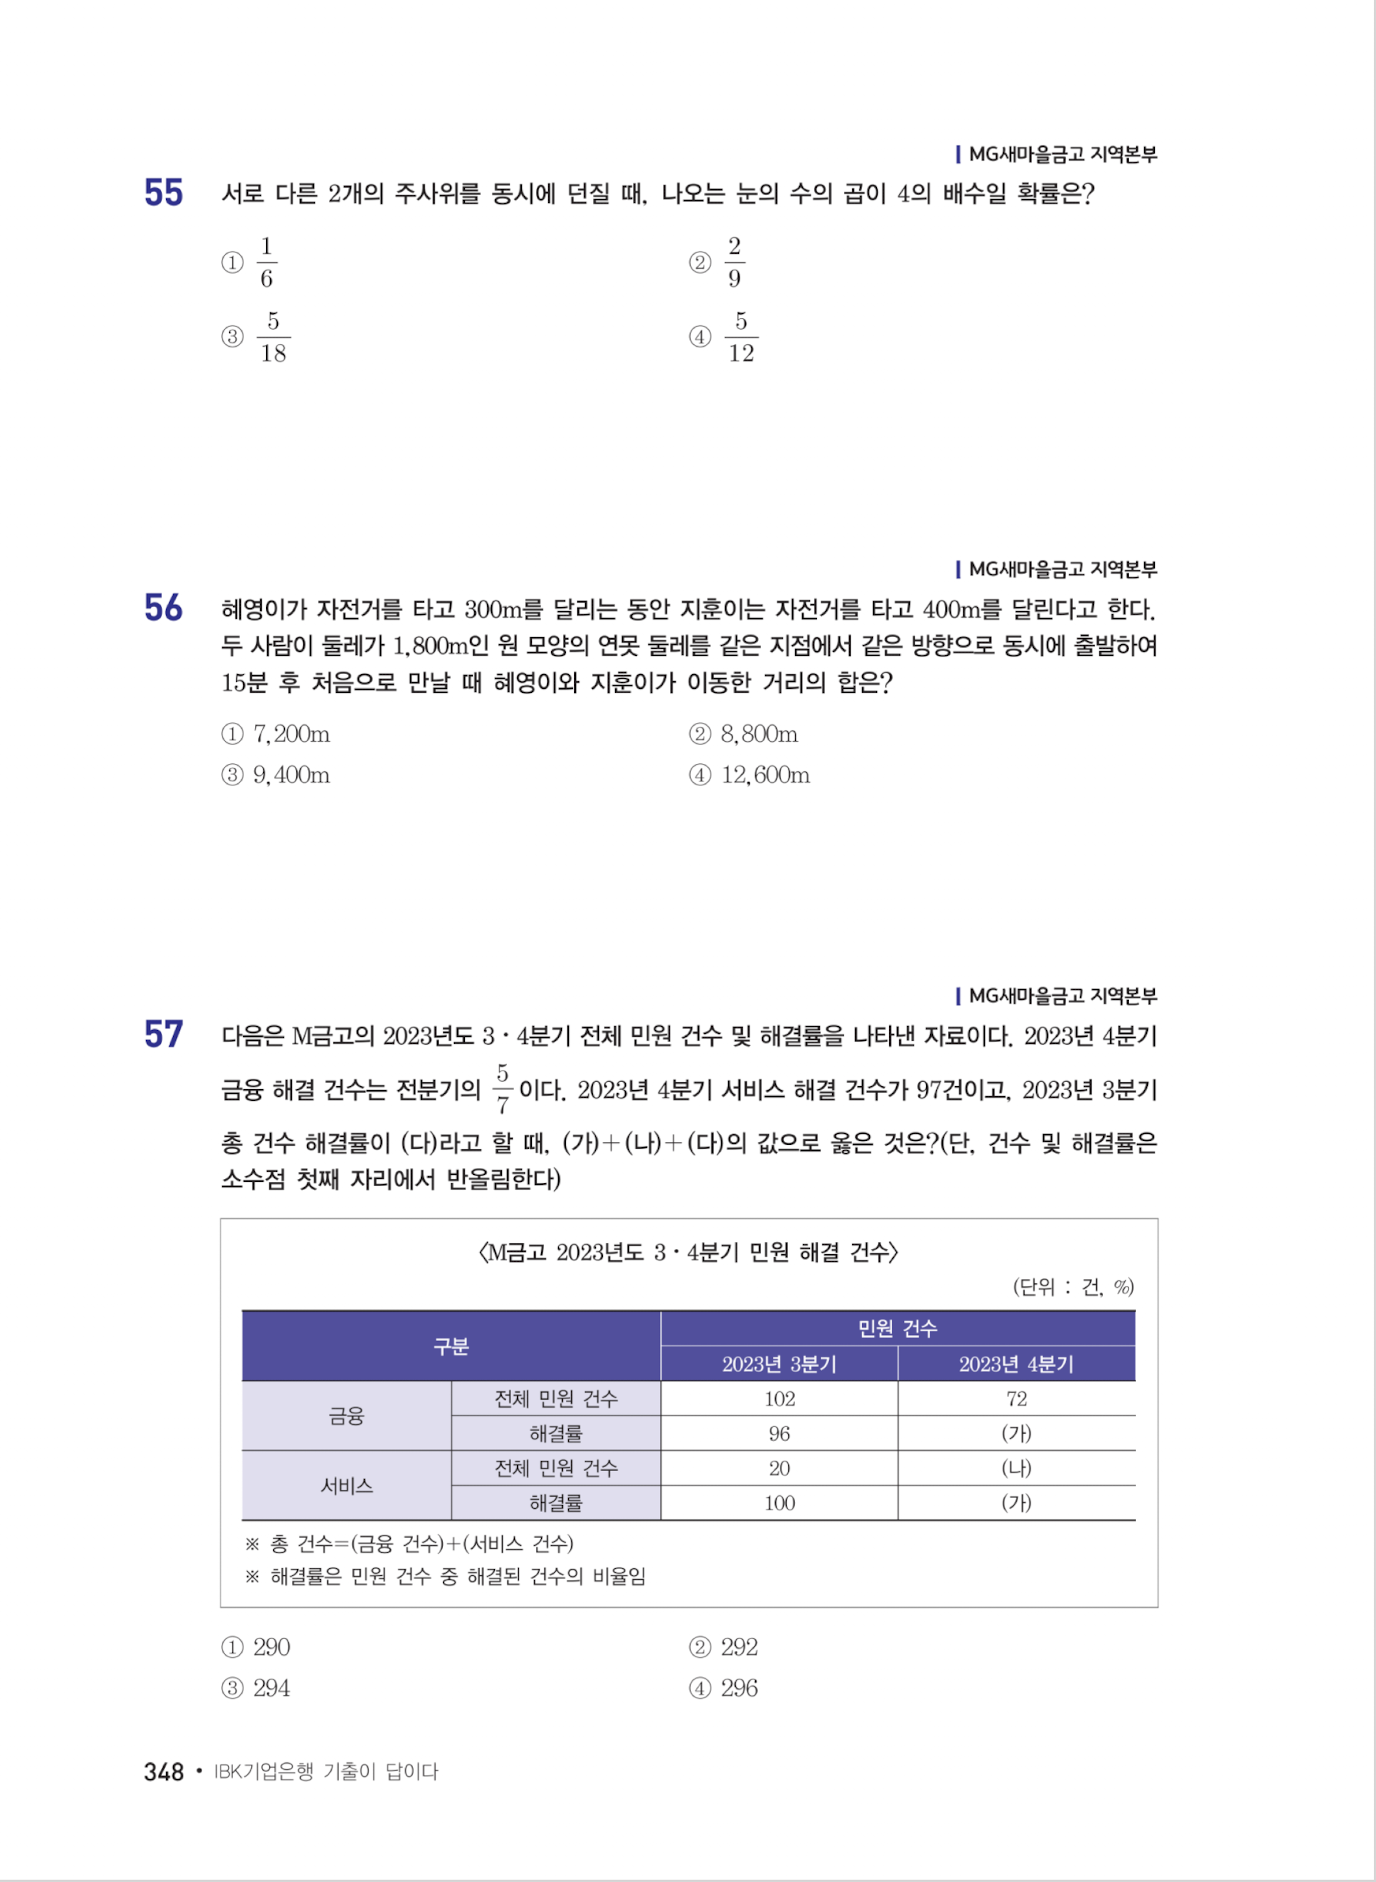 MG새마을금고 지역본부
55 서로 다른 2개의 주사위를 동시에 던질 때, 나오는 눈의 수의 곱이 4의 배수일 확률은?
① 1/6 ② 2/9
③ 5/18 ④ 5/12
MG새마을금고 지역본부
56 혜영이가 자전거를 타고 300m를 달리는 동안 지훈이는 자전거를 타고 400m를 달린다고 한다.
두 사람이 둘레가 1,800m인 원 모양의 연못 둘레를 같은 지점에서 같은 방향으로 동시에 출발하여
15분 후 처음으로 만날 때 혜영이와 지훈이가 이동한 거리의 합은?
① 7,200m ② 8,800m
③ 9,400m ④ 12,600m
MG새마을금고 지역본부
57 다음은 M금고의 2023년도 3·4분기 전체 민원 건수 및 해결률을 나타낸 자료이다. 2023년 4분기
금융 해결 건수는 전분기의 5/7이다. 2023년 4분기 서비스 해결 건수가 97건이고, 2023년 3분기
총 건수 해결률이 (다)라고 할 때, (가)+(나)+(다)의 값으로 옳은 것은?(단, 건수 및 해결률은
소수점 첫째 자리에서 반올림한다)
〈M금고 2023년도 3·4분기 민원 해결 건수〉
(단위 : 건, %)
구분 민원 건수
2023년 3분기 2023년 4분기
금융 전체 민원 건수 102 72
해결률 96 (가)
서비스 전체 민원 건수 20 (나)
해결률 100 (가)
※ 총 건수=(금융 건수)+(서비스 건수)
※ 해결률은 민원 건수 중 해결된 건수의 비율임
① 290 ② 292
③ 294 ④ 296
348 • IBK기업은행 기출이 답이다